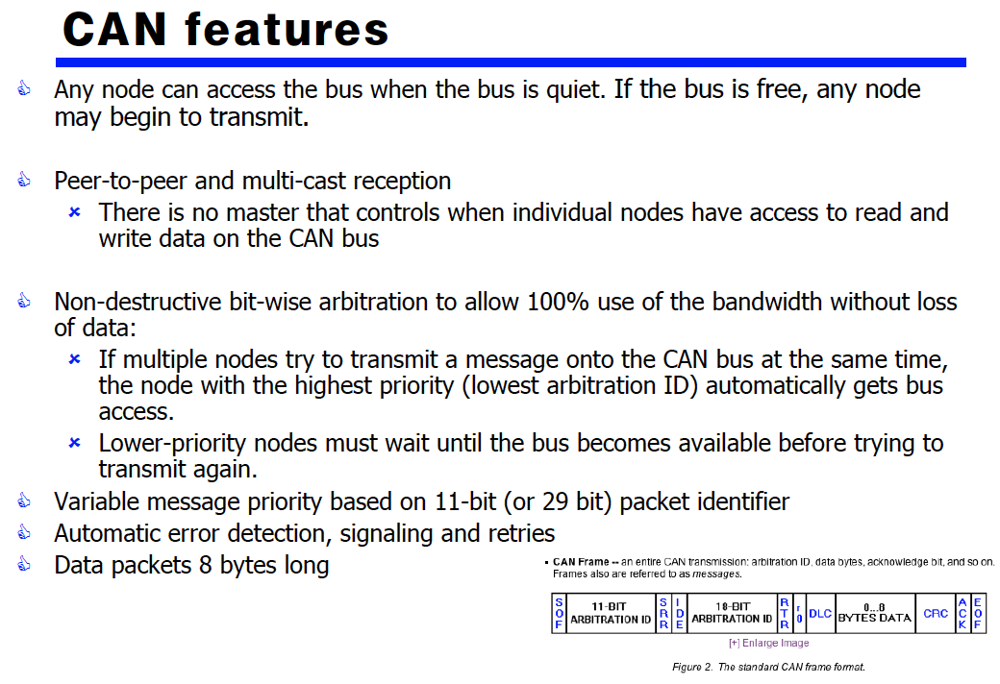 CAN features
Any node can access the bus when the bus is quiet. If the bus is free, any node
may begin to transmit.
Peer-to-peer and multi-cast reception
There is no master that controls when individual nodes have access to read and
write data on the CAN bus
Non-destructive bit-wise arbitration to allow 100% use of the bandwidth without loss
of data:
If multiple nodes try to transmit a message onto the CAN bus at the same time,
the node with the highest priority (lowest arbitration ID) automatically gets bus
access.
Lower-priority nodes must wait until the bus becomes available before trying to
transmit again.
Variable message priority based on 11-bit (or 29 bit) packet identifier
Automatic error detection, signaling and retries
Data packets 8 bytes long
▪ CAN Frame -- an entire CAN transmission: arbitration ID, data bytes, acknowledge bit, and so on.
Frames also are referred to as messages.
SOF
11-BIT
ARBITRATION ID
SRR
IDE
18-BIT
ARBITRATION ID
RTR
r0
DLC
0...8
BYTES DATA
CRC
ACK
EOF
[+] Enlarge Image
Figure 2. The standard CAN frame format.